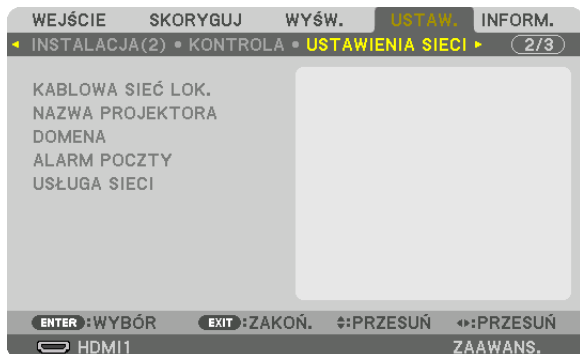 WEJŚCIE SKORYGUJ WYŚW. USTAW. INFORM.
◂ INSTALACJA(2) • KONTROLA • USTAWIENIA SIECI ▸ 2/3
KABLOWA SIEĆ LOK.
NAZWA PROJEKTORA
DOMENA
ALARM POCZTY
USŁUGA SIECI
ENTER :WYBÓR EXIT :ZAKOŃ. ♦:PRZESUŃ ◂▸:PRZESUŃ
HDMI1 ZAAWANS.